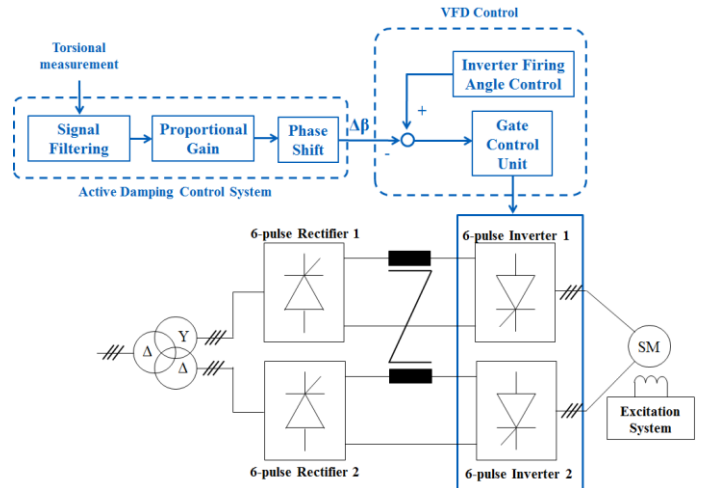 VFD Control
Torsional
measurement
Inverter Firing
Angle Control
+
Signal
Filtering
Proportional
Gain
Phase
Shift
Δβ
-
Gate
Control
Unit
Active Damping Control System
6-pulse Rectifier 1
6-pulse Inverter 1
Y
Δ
Δ
SM
Excitation
System
6-pulse Rectifier 2
6-pulse Inverter 2